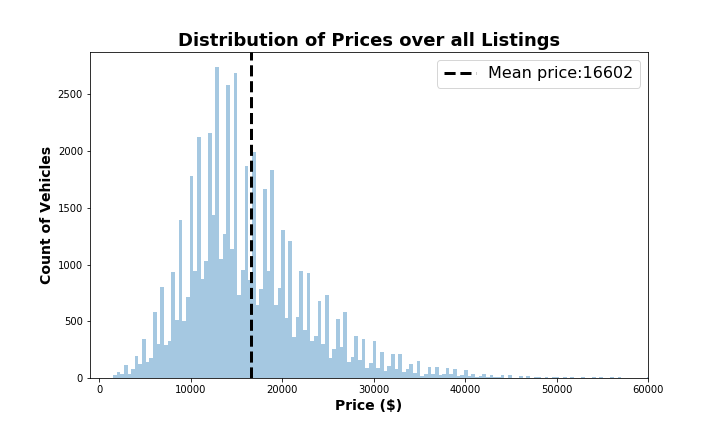 Distribution of Prices over all Listings
Mean price:16602
Count of Vehicles
2500
2000
1500
1000
500
0
0 10000 20000 30000 40000 50000 60000
Price ($)